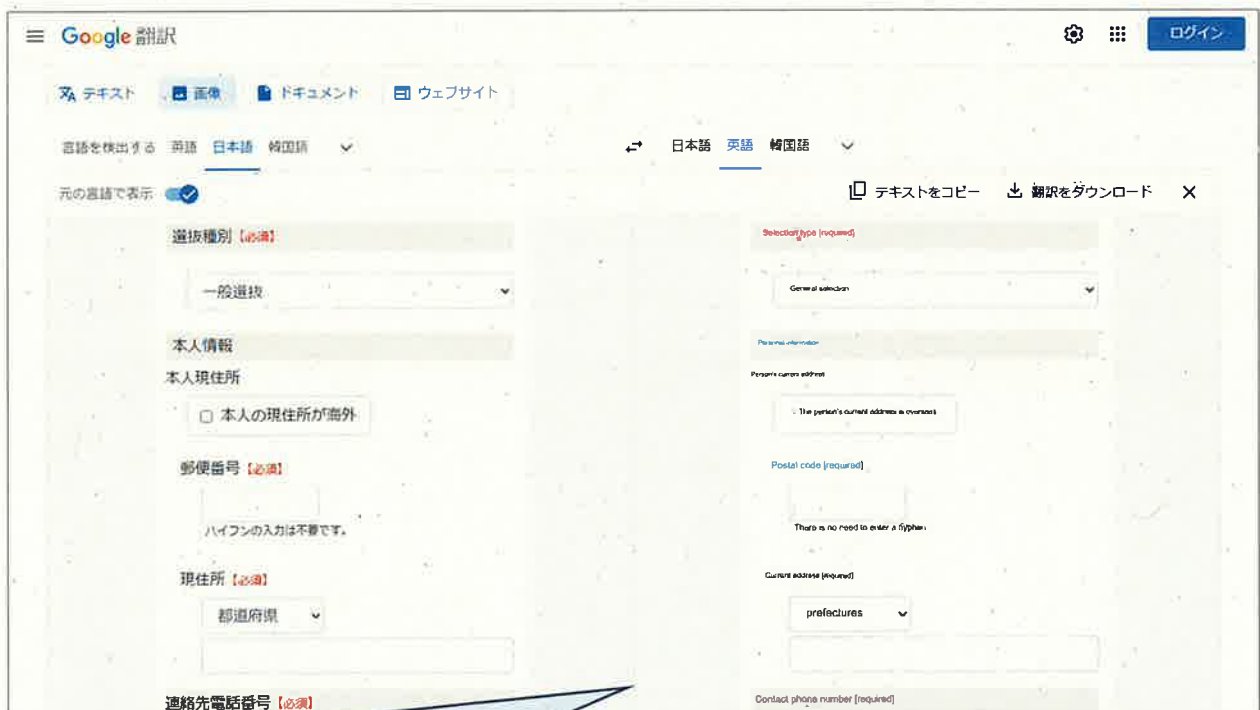 Google 翻訳
ログイン
テキスト 画像 ドキュメント ウェブサイト
言語を検出する 英語 日本語 韓国語
日本語 英語 韓国語
元の言語で表示
テキストをコピー 翻訳をダウンロード
選抜種別【必須】
Selection type [required]
一般選抜
General selection
本人情報
Personal information
本人現住所
Person's current address
本人の現住所が海外
The person's current address is overseas
郵便番号【必須】
Postal code [required]
ハイフンの入力は不要です。
There is no need to enter a hyphen
現住所【必須】
Current address [required]
都道府県
prefectures
連絡先電話番号【必須】
Contact phone number [required]